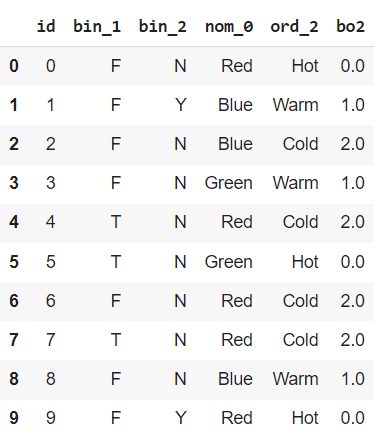 id bin_1 bin_2 nom_0 ord_2 bo2
0 0 F N Red Hot 0.0
1 1 F Y Blue Warm 1.0
2 2 F N Blue Cold 2.0
3 3 F N Green Warm 1.0
4 4 T N Red Cold 2.0
5 5 T N Green Hot 0.0
6 6 F N Red Cold 2.0
7 7 T N Red Cold 2.0
8 8 F N Blue Warm 1.0
9 9 F Y Red Hot 0.0